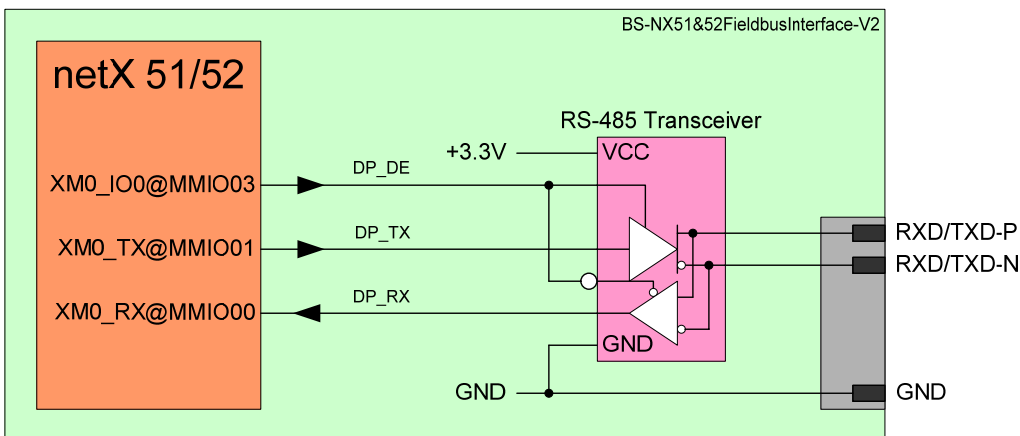 BS-NX51&52FieldbusInterface-V2
netX 51/52
RS-485 Transceiver
+3.3V
VCC
DP_DE
XM0_IO0@MMIO03
DP_TX
RXD/TXD-P
XM0_TX@MMIO01
RXD/TXD-N
DP_RX
XM0_RX@MMIO00
GND
GND
GND